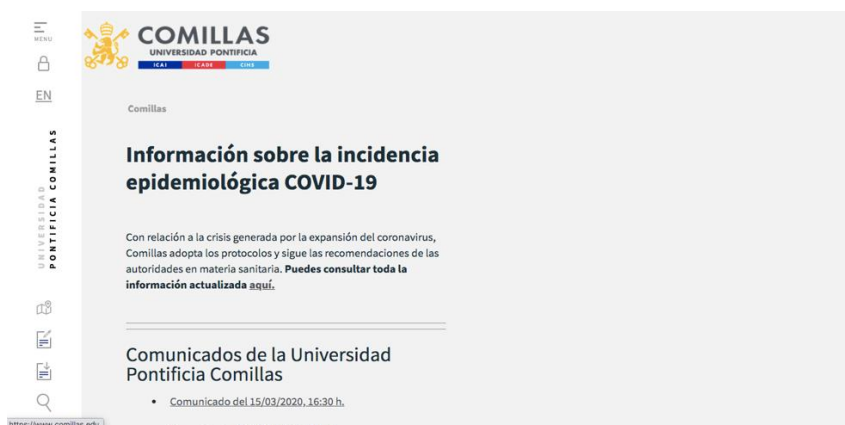 MENU
EN
UNIVERSIDAD
PONTIFICIA COMILLAS
COMILLAS
UNIVERSIDAD PONTIFICIA
ICAI ICADE CIHS
Comillas
Información sobre la incidencia
epidemiológica COVID-19
Con relación a la crisis generada por la expansión del coronavirus,
Comillas adopta los protocolos y sigue las recomendaciones de las
autoridades en materia sanitaria. Puedes consultar toda la
información actualizada aquí.
Comunicados de la Universidad
Pontificia Comillas
• Comunicado del 15/03/2020, 16:30 h.
https://www.comillas.edu